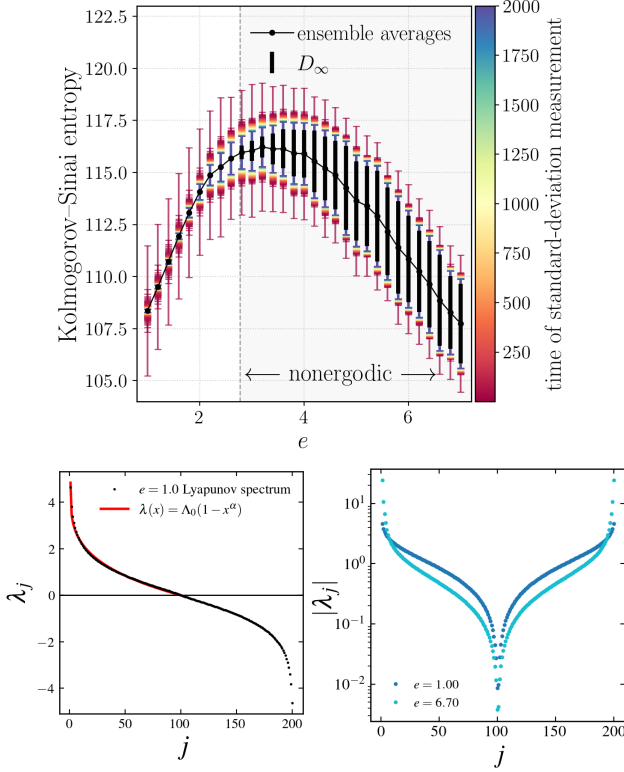 Kolmogorov–Sinai entropy
122.5
120.0
117.5
115.0
112.5
110.0
107.5
105.0
2
4
6
e
ensemble averages
D∞
nonergodic
2000
1750
1500
1250
1000
750
500
250
time of standard-deviation measurement
λj
4
2
0
−2
−4
0
50
100
150
200
j
e = 1.0 Lyapunov spectrum
λ(x) = Λ0(1−x^α)
|λj|
10^1
10^0
10^−1
10^−2
0
50
100
150
200
j
e = 1.00
e = 6.70